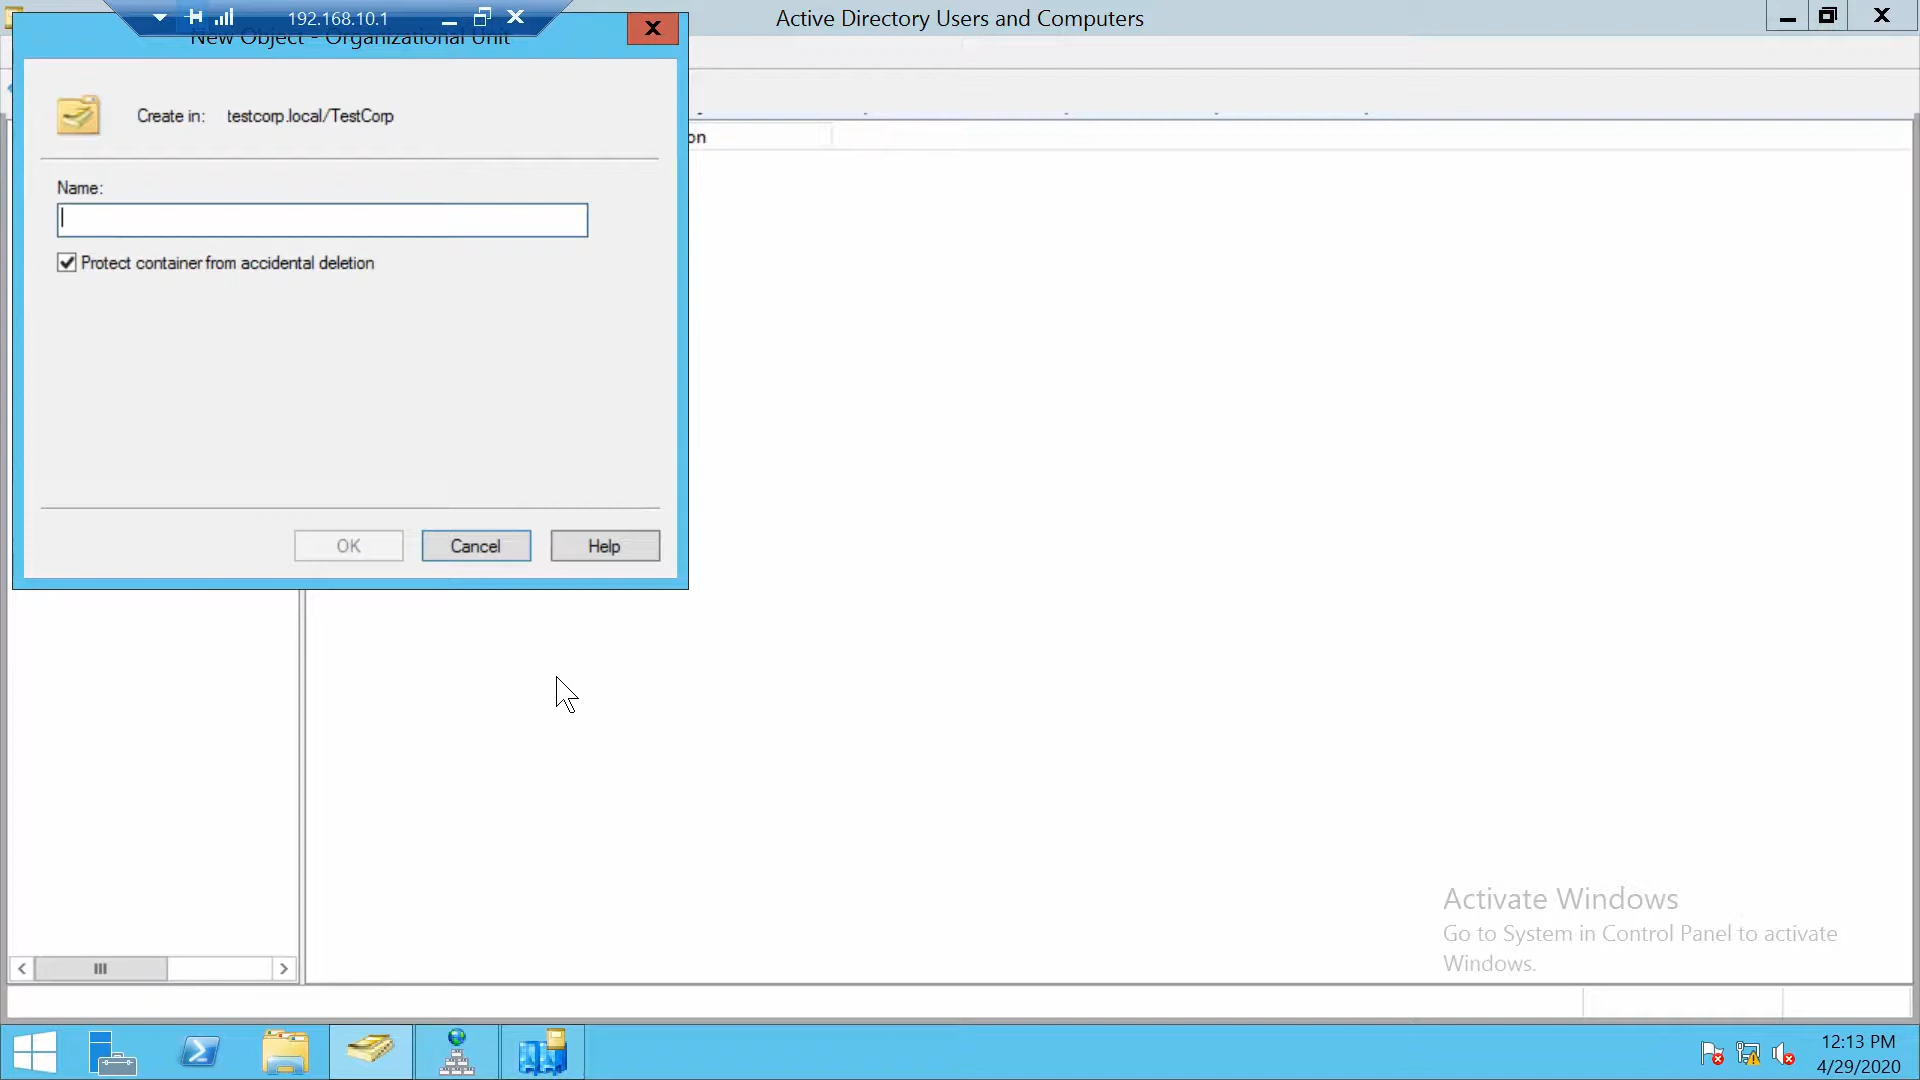 192.168.10.1
Active Directory Users and Computers
New Object - Organizational Unit
Create in: testcorp.local/TestCorp
on
Name:
Protect container from accidental deletion
OK
Cancel
Help
Activate Windows
Go to System in Control Panel to activate
Windows.
12:13 PM
4/29/2020